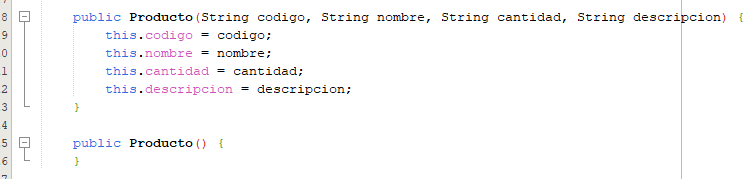 8 public Producto(String codigo, String nombre, String cantidad, String descripcion) {
9 this.codigo = codigo;
0 this.nombre = nombre;
1 this.cantidad = cantidad;
2 this.descripcion = descripcion;
3 }
4
5 public Producto() {
6 }